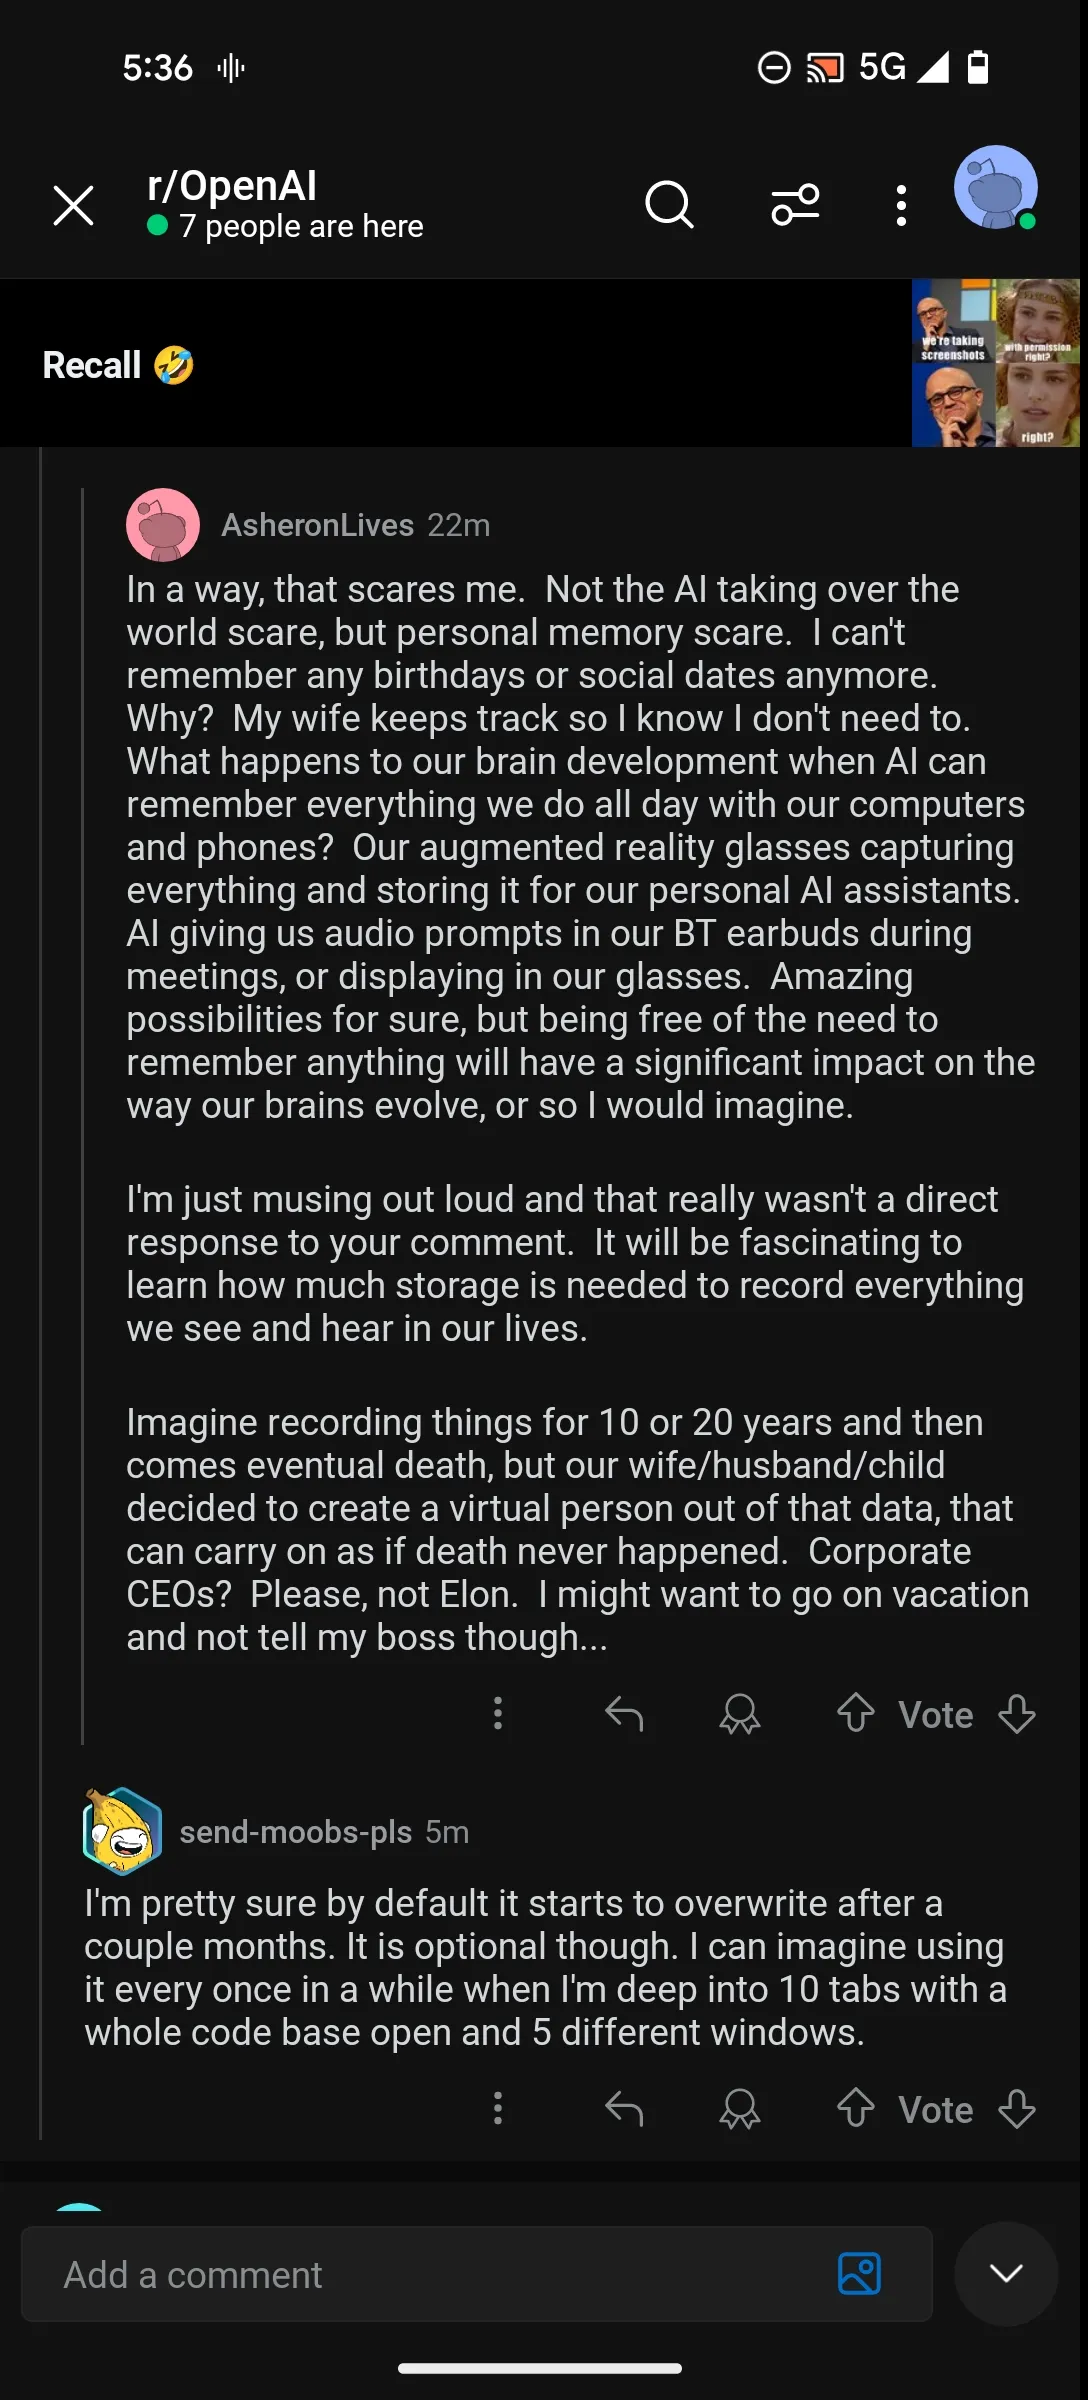 5:36
5G
r/OpenAI
7 people are here
Recall 🤣
we're taking
screenshots
with permission
right?
right?
AsheronLives 22m
In a way, that scares me.  Not the AI taking over the
world scare, but personal memory scare.  I can't
remember any birthdays or social dates anymore.
Why?  My wife keeps track so I know I don't need to.
What happens to our brain development when AI can
remember everything we do all day with our computers
and phones?  Our augmented reality glasses capturing
everything and storing it for our personal AI assistants.
AI giving us audio prompts in our BT earbuds during
meetings, or displaying in our glasses.  Amazing
possibilities for sure, but being free of the need to
remember anything will have a significant impact on the
way our brains evolve, or so I would imagine.
I'm just musing out loud and that really wasn't a direct
response to your comment.  It will be fascinating to
learn how much storage is needed to record everything
we see and hear in our lives.
Imagine recording things for 10 or 20 years and then
comes eventual death, but our wife/husband/child
decided to create a virtual person out of that data, that
can carry on as if death never happened.  Corporate
CEOs?  Please, not Elon.  I might want to go on vacation
and not tell my boss though...
Vote
send-moobs-pls 5m
I'm pretty sure by default it starts to overwrite after a
couple months. It is optional though. I can imagine using
it every once in a while when I'm deep into 10 tabs with a
whole code base open and 5 different windows.
Vote
Add a comment